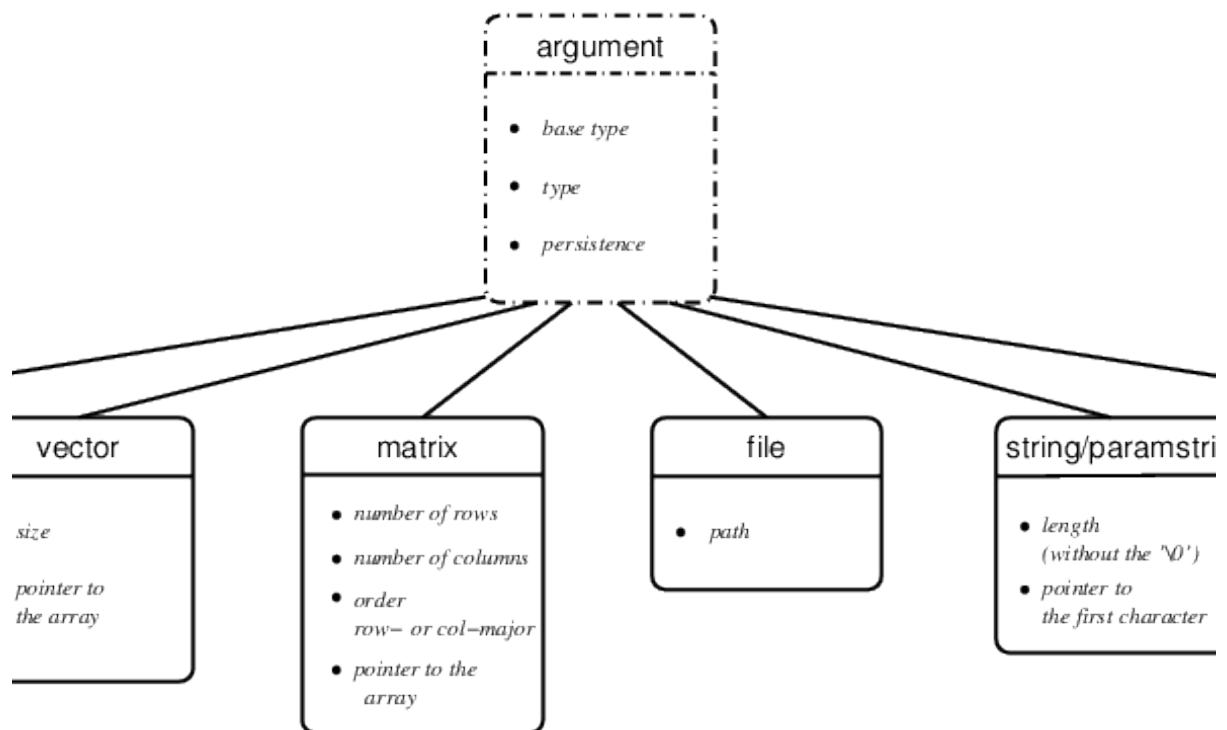 argument
• base type
• type
• persistence
vector
size
pointer to
the array
matrix
• number of rows
• number of columns
• order
row- or col-major
• pointer to the
array
file
• path
string/paramstri
• length
(without the '\0')
• pointer to
the first character